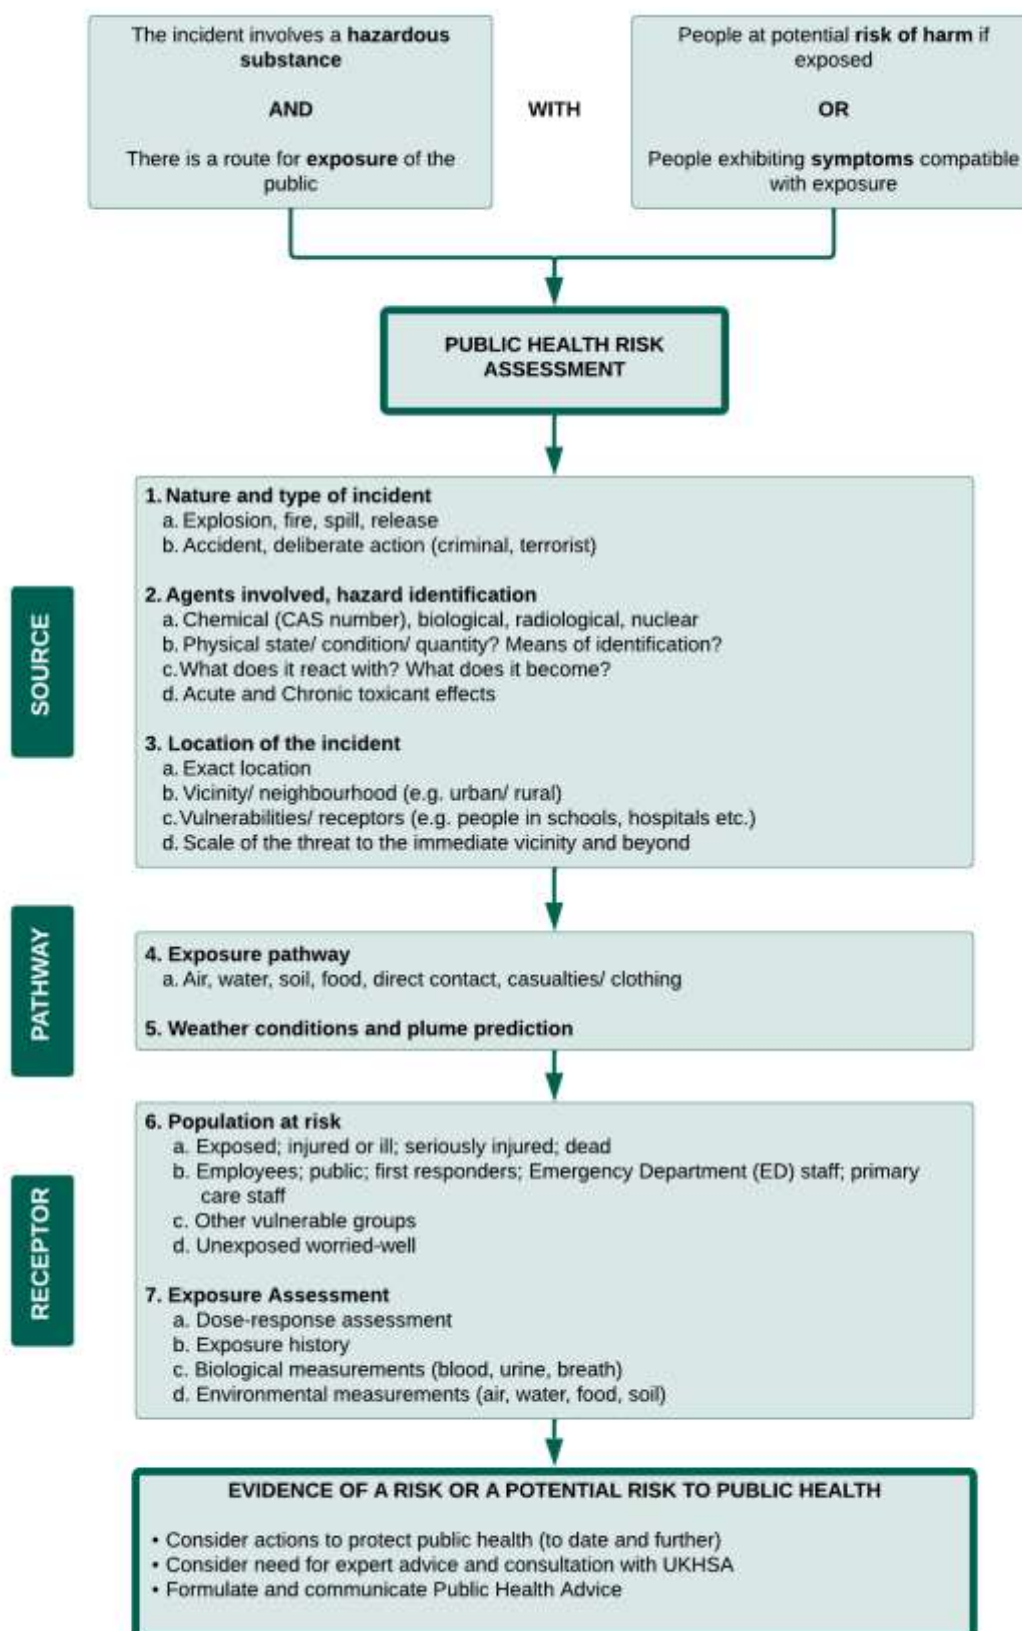 The incident involves a hazardous
substance
AND
There is a route for exposure of the
public
WITH
People at potential risk of harm if
exposed
OR
People exhibiting symptoms compatible
with exposure
PUBLIC HEALTH RISK
ASSESSMENT
SOURCE
1. Nature and type of incident
a. Explosion, fire, spill, release
b. Accident, deliberate action (criminal, terrorist)
2. Agents involved, hazard identification
a. Chemical (CAS number), biological, radiological, nuclear
b. Physical state/ condition/ quantity? Means of identification?
c. What does it react with? What does it become?
d. Acute and Chronic toxicant effects
3. Location of the incident
a. Exact location
b. Vicinity/ neighbourhood (e.g. urban/ rural)
c. Vulnerabilities/ receptors (e.g. people in schools, hospitals etc.)
d. Scale of the threat to the immediate vicinity and beyond
PATHWAY
4. Exposure pathway
a. Air, water, soil, food, direct contact, casualties/ clothing
5. Weather conditions and plume prediction
RECEPTOR
6. Population at risk
a. Exposed; injured or ill; seriously injured; dead
b. Employees; public; first responders; Emergency Department (ED) staff; primary
care staff
c. Other vulnerable groups
d. Unexposed worried-well
7. Exposure Assessment
a. Dose-response assessment
b. Exposure history
c. Biological measurements (blood, urine, breath)
d. Environmental measurements (air, water, food, soil)
EVIDENCE OF A RISK OR A POTENTIAL RISK TO PUBLIC HEALTH
• Consider actions to protect public health (to date and further)
• Consider need for expert advice and consultation with UKHSA
• Formulate and communicate Public Health Advice